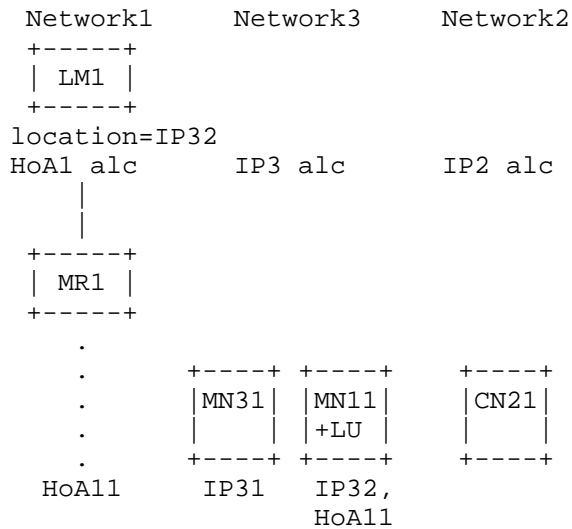 Network1      Network3      Network2
+-----+
| LM1 |
+-----+
location=IP32
HoA1 alc      IP3 alc      IP2 alc
|
|
+-----+
| MR1 |
+-----+
.
.       +----+ +----+     +----+
.       |MN31| |MN11|     |CN21|
.       |    | |+LU |     |    |
.       +----+ +----+     +----+
HoA11     IP31    IP32,
HoA11